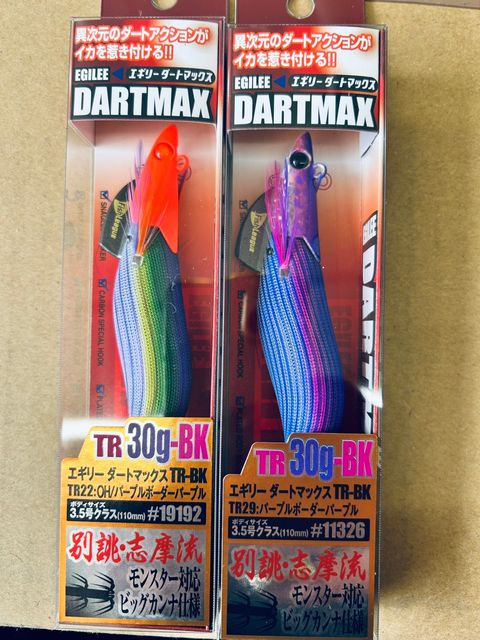 異次元のダートアクションが
イカを惹き付ける!!
EGILEE エギリーダートマックス
DARTMAX
TR 30g-BK
エギリー ダートマックス TR-BK
TR22:OH/パープルボーダーパープル
ボディサイズ
3.5号クラス(110mm) #19192
別誂・志摩流
モンスター対応
ビッグカンナ仕様
異次元のダートアクションが
イカを惹き付ける!!
EGILEE エギリーダートマックス
DARTMAX
TR 30g-BK
エギリー ダートマックス TR-BK
TR29:パープルボーダーパープル
ボディサイズ
3.5号クラス(110mm) #11326
別誂・志摩流
モンスター対応
ビッグカンナ仕様